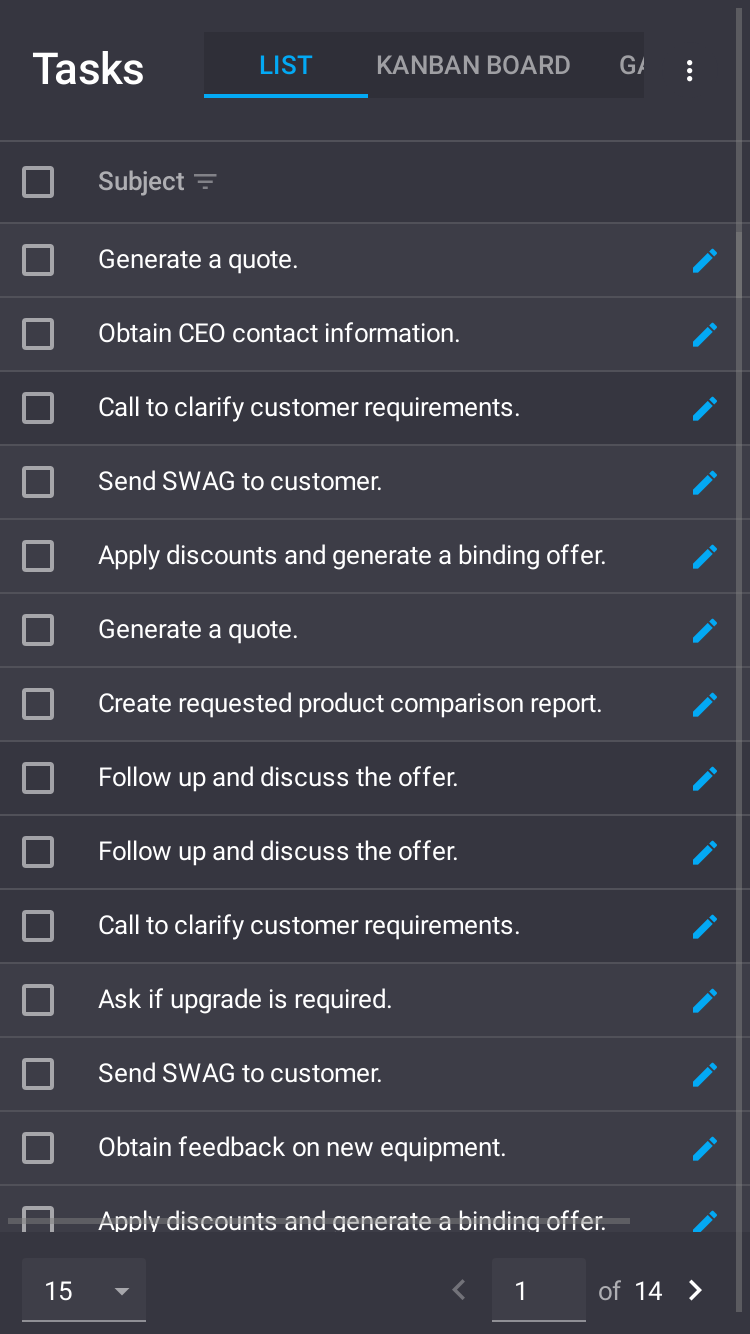 Tasks
LIST
KANBAN BOARD
GA
Subject
Generate a quote.
Obtain CEO contact information.
Call to clarify customer requirements.
Send SWAG to customer.
Apply discounts and generate a binding offer.
Generate a quote.
Create requested product comparison report.
Follow up and discuss the offer.
Follow up and discuss the offer.
Call to clarify customer requirements.
Ask if upgrade is required.
Send SWAG to customer.
Obtain feedback on new equipment.
Apply discounts and generate a binding offer.
15
1 of 14